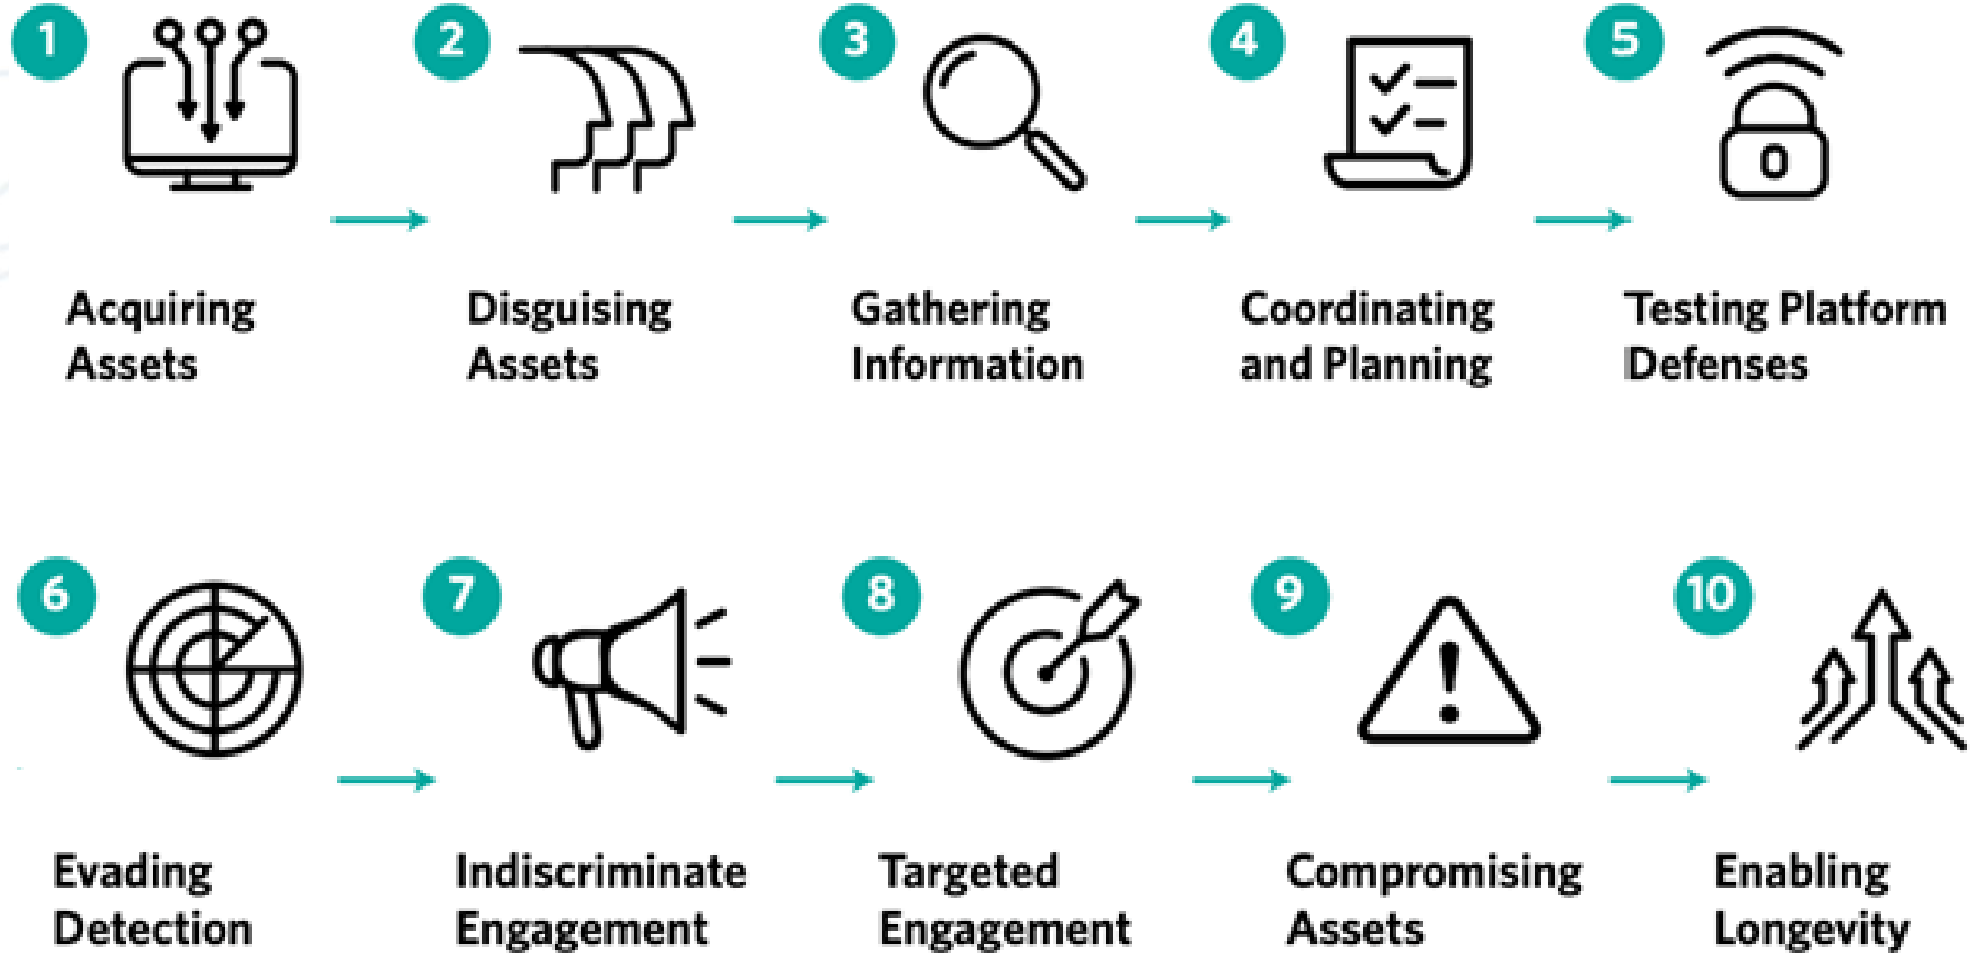 1
2
3
4
5
Acquiring
Assets
Disguising
Assets
Gathering
Information
Coordinating
and Planning
Testing Platform
Defenses
6
7
8
9
10
Evading
Detection
Indiscriminate
Engagement
Targeted
Engagement
Compromising
Assets
Enabling
Longevity